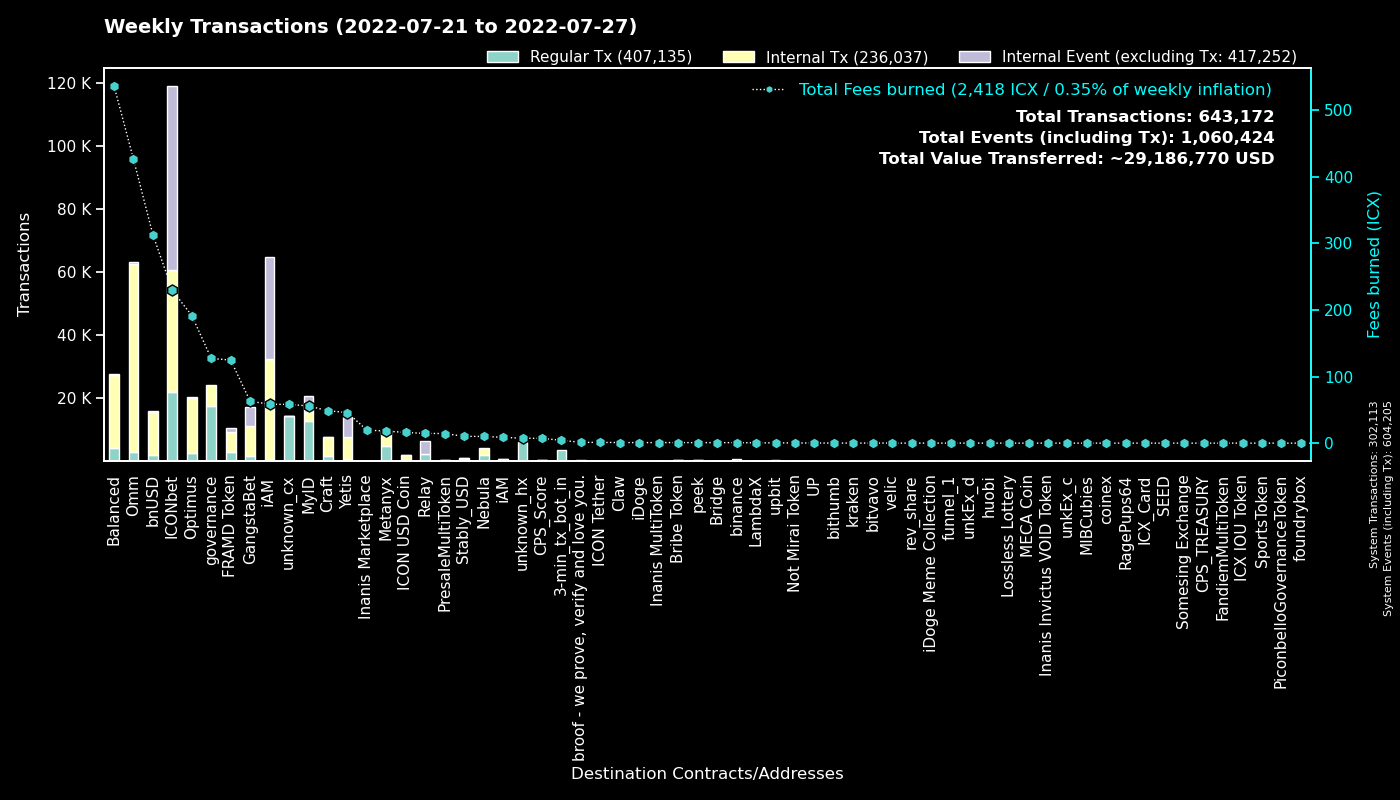 Weekly Transactions (2022-07-21 to 2022-07-27)
Regular Tx (407,135)
Internal Tx (236,037)
Internal Event (excluding Tx: 417,252)
Total Fees burned (2,418 ICX / 0.35% of weekly inflation)
Total Transactions: 643,172
Total Events (including Tx): 1,060,424
Total Value Transferred: ~29,186,770 USD
Transactions
120 K
100 K
80 K
60 K
40 K
20 K
500
400
300
200
100
0
Fees burned (ICX)
System Transactions: 302,113
System Events (including Tx): 604,205
Balanced
Omm
bnUSD
ICONbet
Optimus
governance
FRAMD Token
GangstaBet
iAM
unknown_cx
MyID
Craft
Yetis
Inanis Marketplace
Metanyx
ICON USD Coin
Relay
PresaleMultiToken
Stably_USD
Nebula
iAM
unknown_hx
CPS_Score
3-min_tx_bot_in
broof - we prove, verify and love you.
ICON Tether
Claw
iDoge
Inanis MultiToken
Bribe Token
peek
Bridge
binance
LambdaX
upbit
Not Mirai Token
UP
bithumb
kraken
bitvavo
velic
rev_share
iDoge Meme Collection
funnel_1
unkEx_d
huobi
Lossless Lottery
MECA Coin
Inanis Invictus VOID Token
unkEx_c
MIBCubies
coinex
RagePups64
ICX_Card
SEED
Somesing Exchange
CPS_TREASURY
FandiemMultiToken
ICX IOU Token
SportsToken
PiconbelloGovernanceToken
foundrybox
Destination Contracts/Addresses